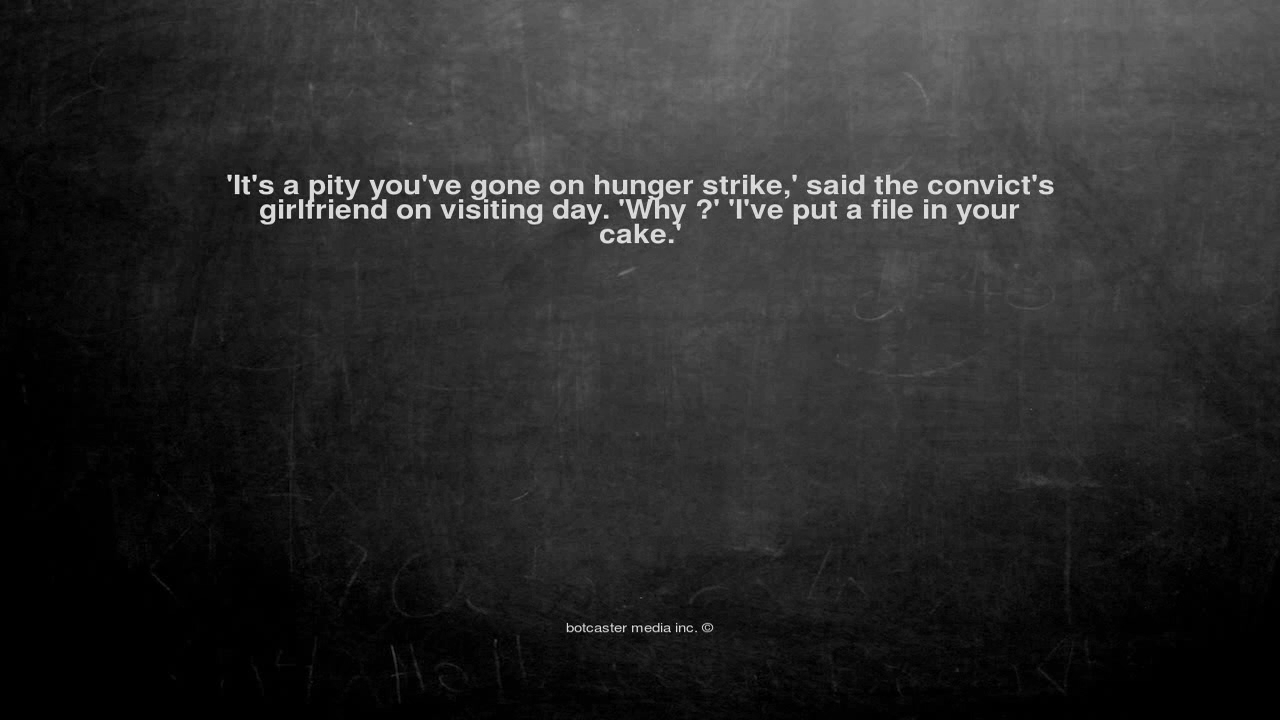 'It's a pity you've gone on hunger strike,' said the convict's
girlfriend on visiting day. 'Why ?' 'I've put a file in your
cake.'
botcaster media inc. ©